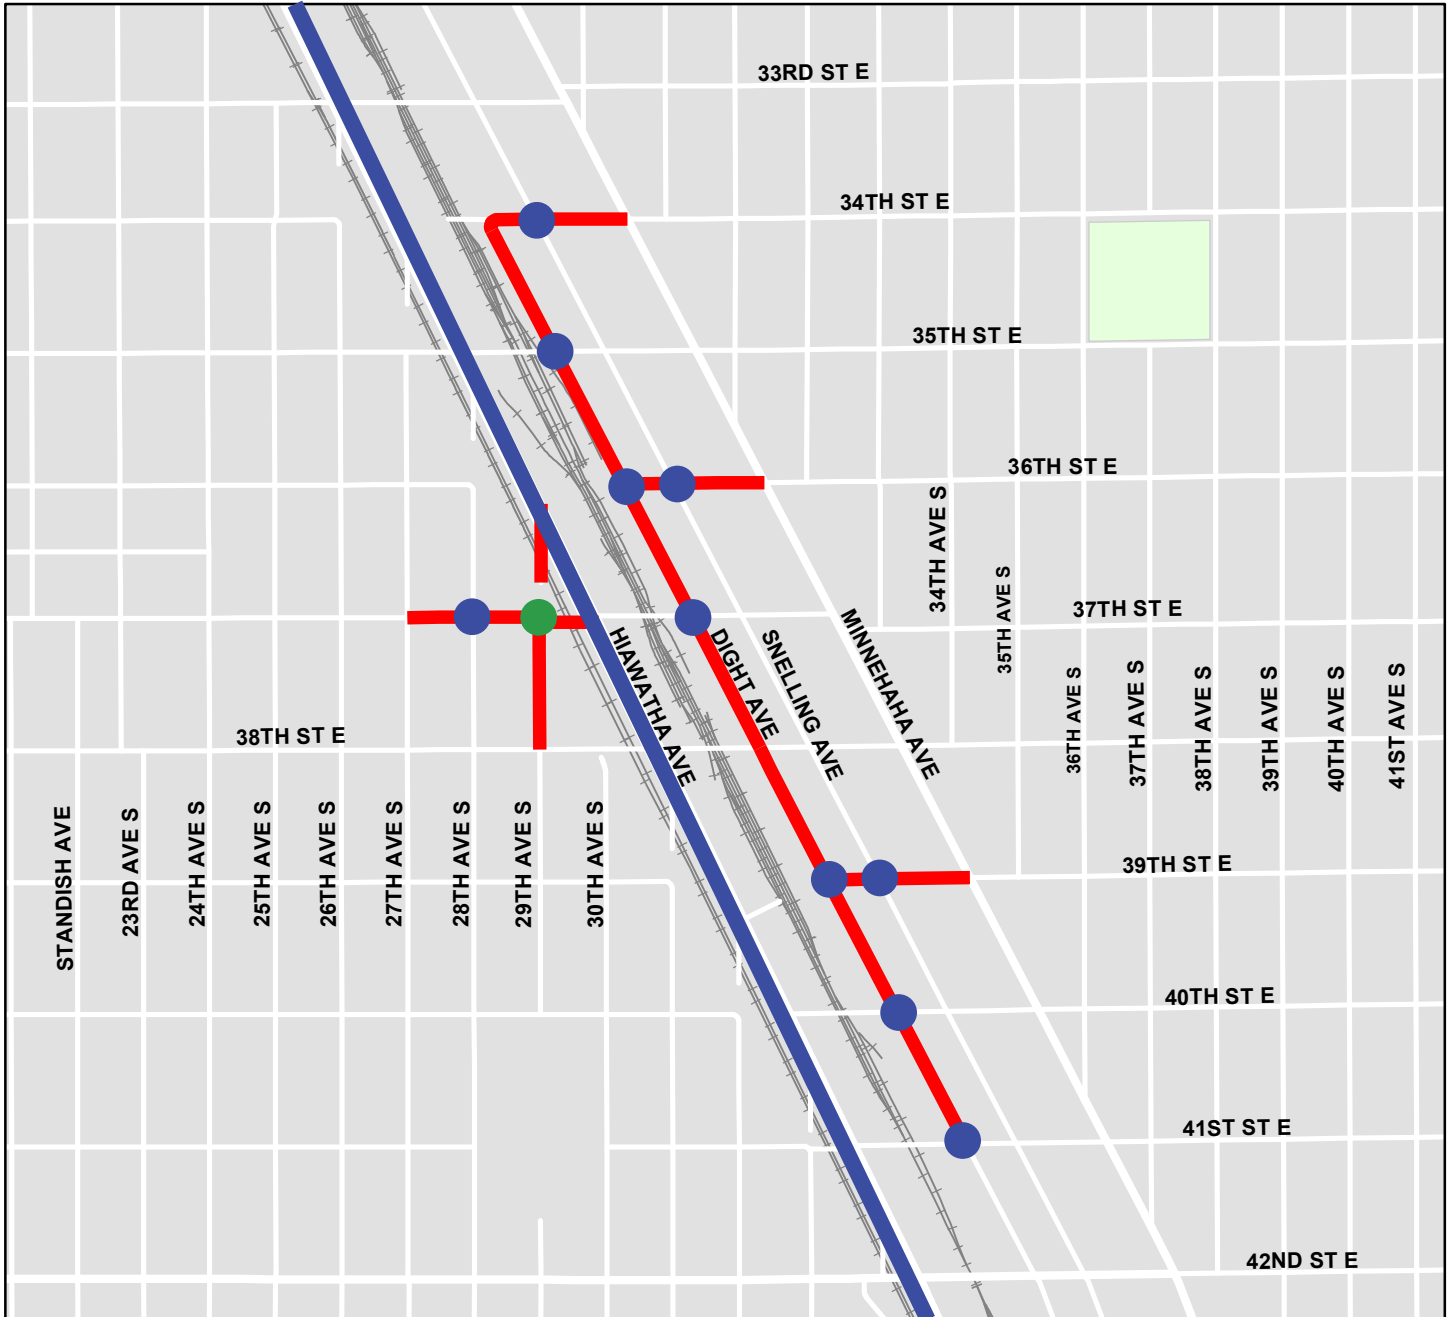 33RD ST E
34TH ST E
35TH ST E
36TH ST E
34TH AVE S
35TH AVE S
37TH ST E
HIAWATHA AVE
DIGHT AVE
SNELLING AVE
MINNEHAHA AVE
36TH AVE S
37TH AVE S
38TH AVE S
39TH AVE S
40TH AVE S
41ST AVE S
38TH ST E
STANDISH AVE
23RD AVE S
24TH AVE S
25TH AVE S
26TH AVE S
27TH AVE S
28TH AVE S
29TH AVE S
30TH AVE S
39TH ST E
40TH ST E
41ST ST E
42ND ST E